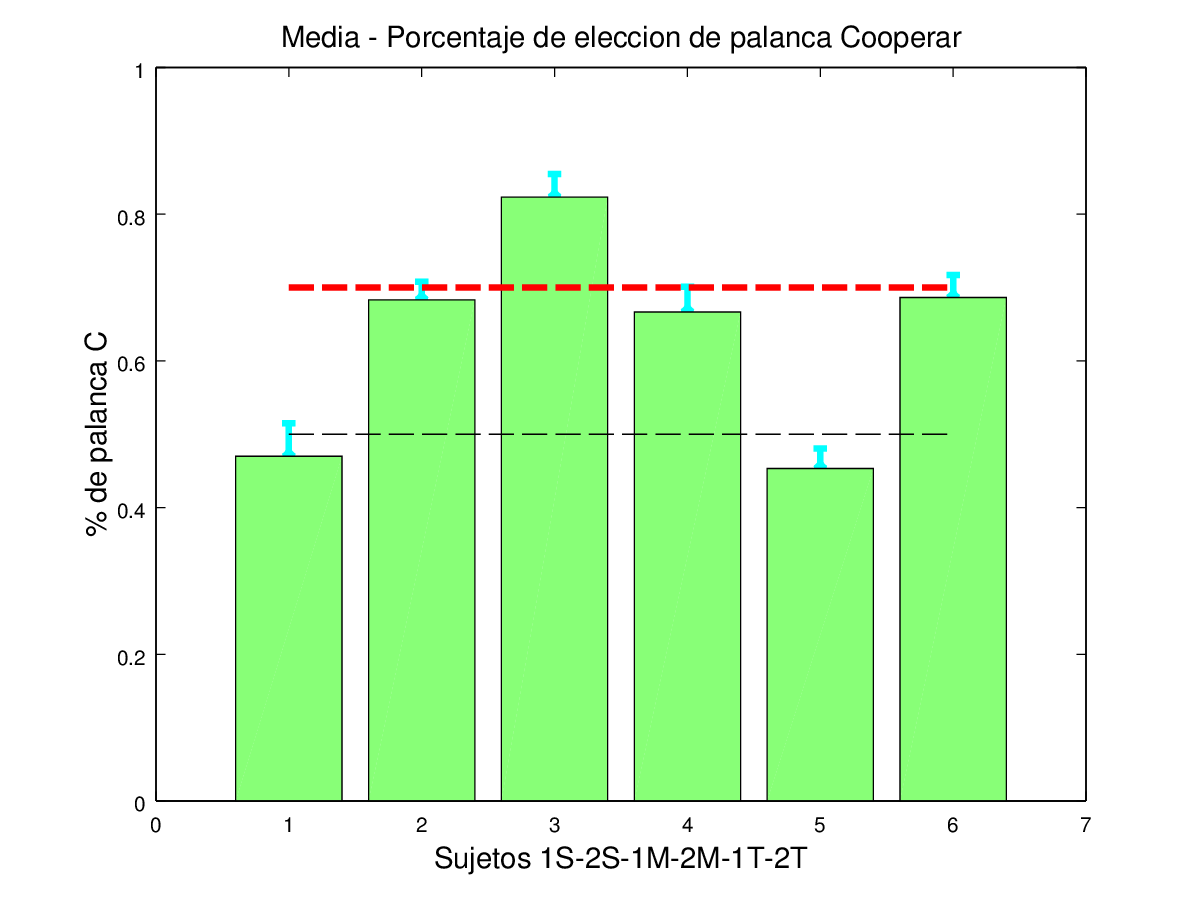 Media - Porcentaje de eleccion de palanca Cooperar
1
0.8
0.6
0.4
0.2
0
% de palanca C
0 1 2 3 4 5 6 7
Sujetos 1S-2S-1M-2M-1T-2T